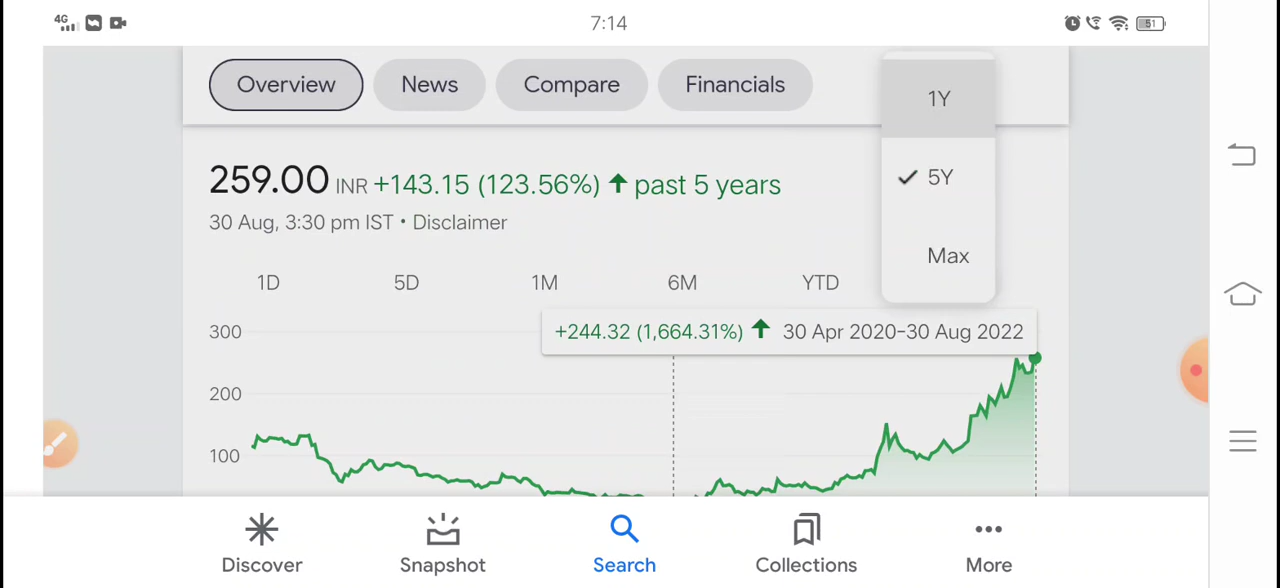 4G 7:14 51
Overview News Compare Financials
1Y
5Y
Max
259.00 INR +143.15 (123.56%) ↑ past 5 years
30 Aug, 3:30 pm IST • Disclaimer
1D 5D 1M 6M YTD
+244.32 (1,664.31%) ↑ 30 Apr 2020–30 Aug 2022
300
200
100
Discover Snapshot Search Collections More